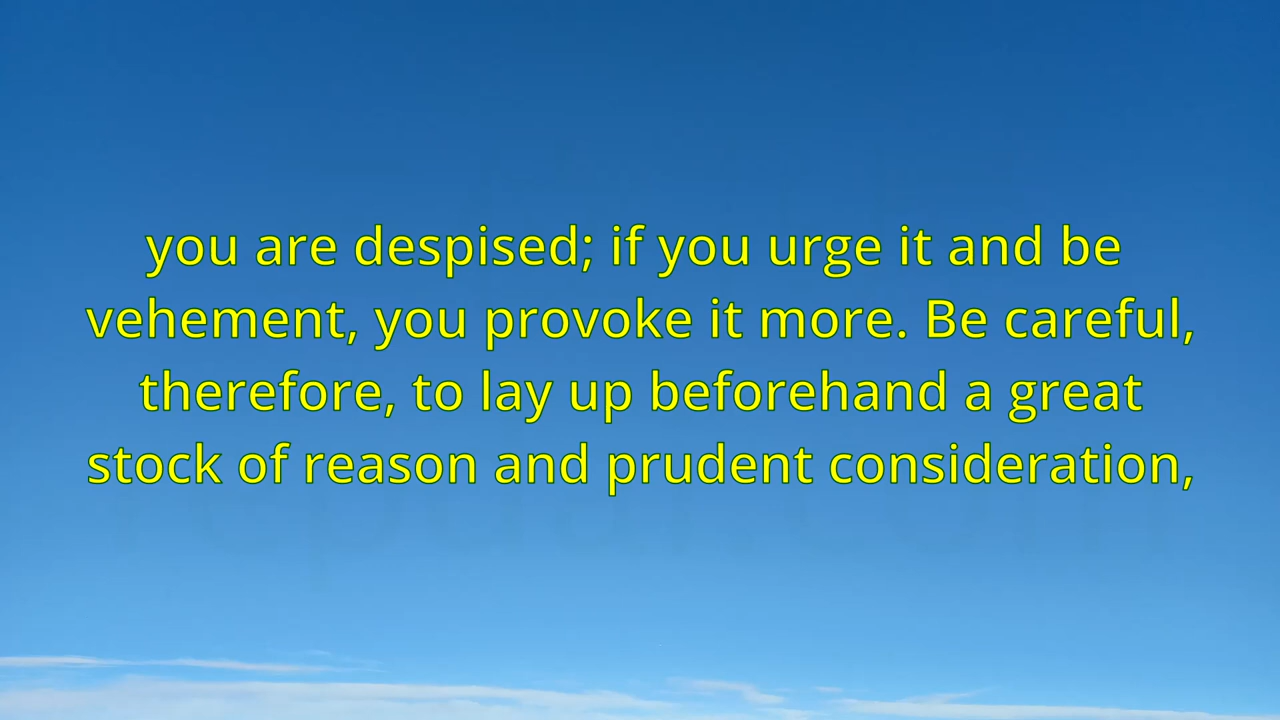 you are despised; if you urge it and be
vehement, you provoke it more. Be careful,
therefore, to lay up beforehand a great
stock of reason and prudent consideration,